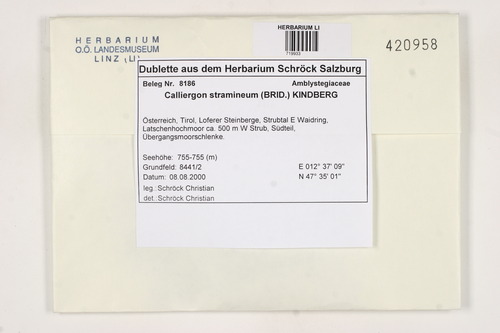 HERBARIUM
O.Ö. LANDESMUSEUM
LINZ (LI)
HERBARIUM LI
719933
420958
Dublette aus dem Herbarium Schröck Salzburg
Beleg Nr. 8186 Amblystegiaceae
Calliergon stramineum (BRID.) KINDBERG
Österreich, Tirol, Loferer Steinberge, Strubtal E Waidring,
Latschenhochmoor ca. 500 m W Strub, Südteil,
Übergangsmoorschlenke.
Seehöhe: 755-755 (m)
Grundfeld: 8441/2 E 012° 37' 09"
Datum: 08.08.2000 N 47° 35' 01"
leg.: Schröck Christian
det.: Schröck Christian